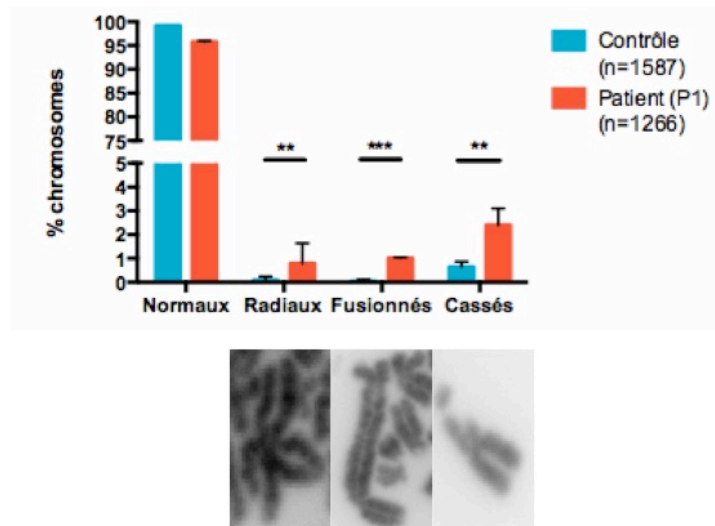 % chromosomes
100
95
90
85
80
75
5
4
3
2
1
0
** *** **
Normaux Radiaux Fusionnés Cassés
Contrôle
(n=1587)
Patient (P1)
(n=1266)